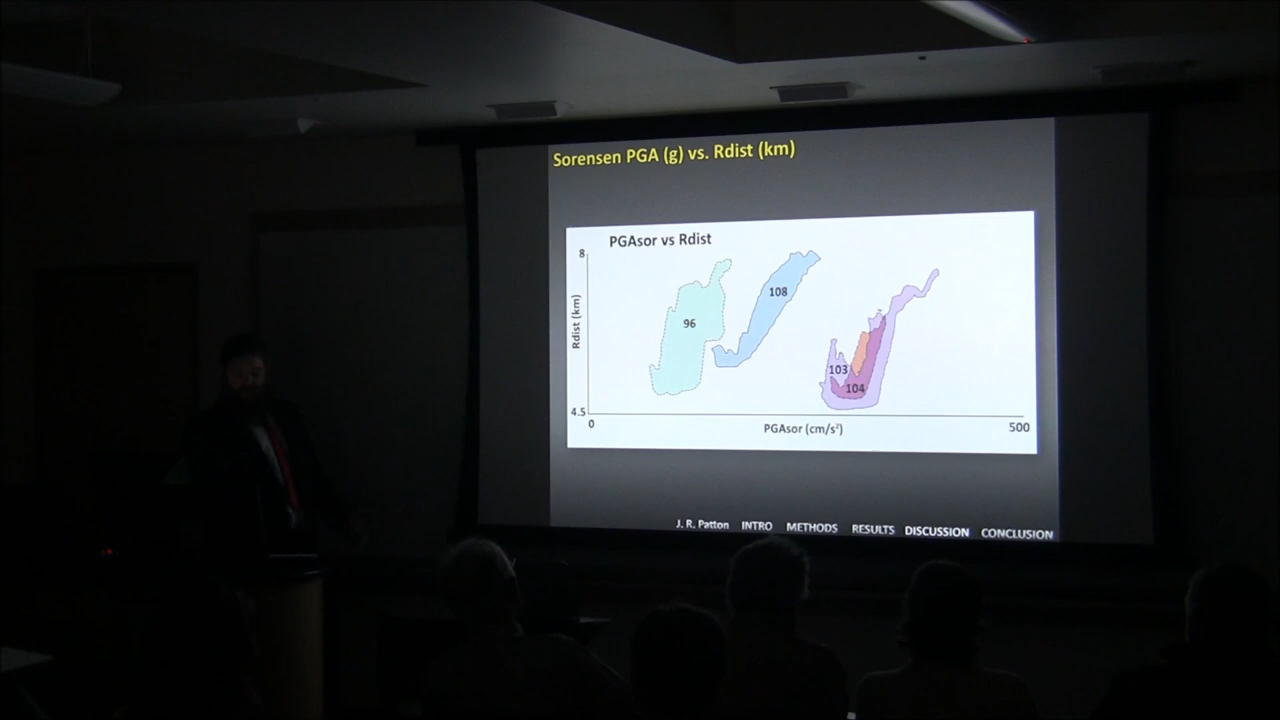 Sorensen PGA (g) vs. Rdist (km)
PGAsor vs Rdist
8
Rdist (km)
4.5
96
108
103
104
0
PGAsor (cm/s²)
500
J. R. Patton INTRO METHODS RESULTS DISCUSSION CONCLUSION